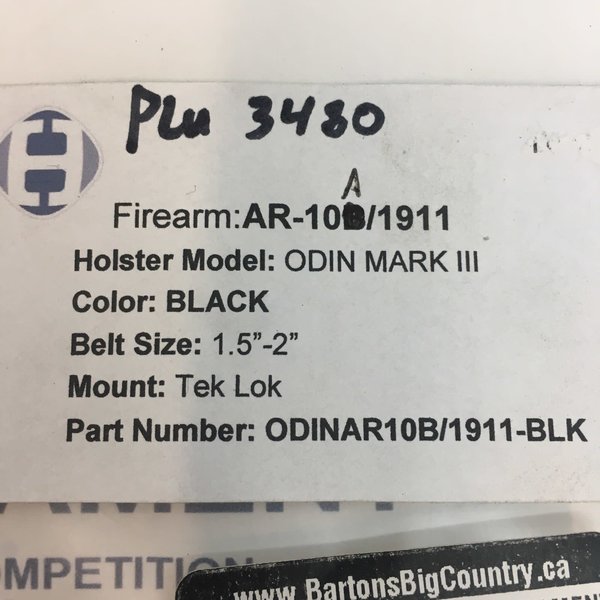 PLU 3480
A
Firearm:AR-10B/1911
Holster Model: ODIN MARK III
Color: BLACK
Belt Size: 1.5"-2"
Mount: Tek Lok
Part Number: ODINAR10B/1911-BLK
www.BartonsBigCountry.ca